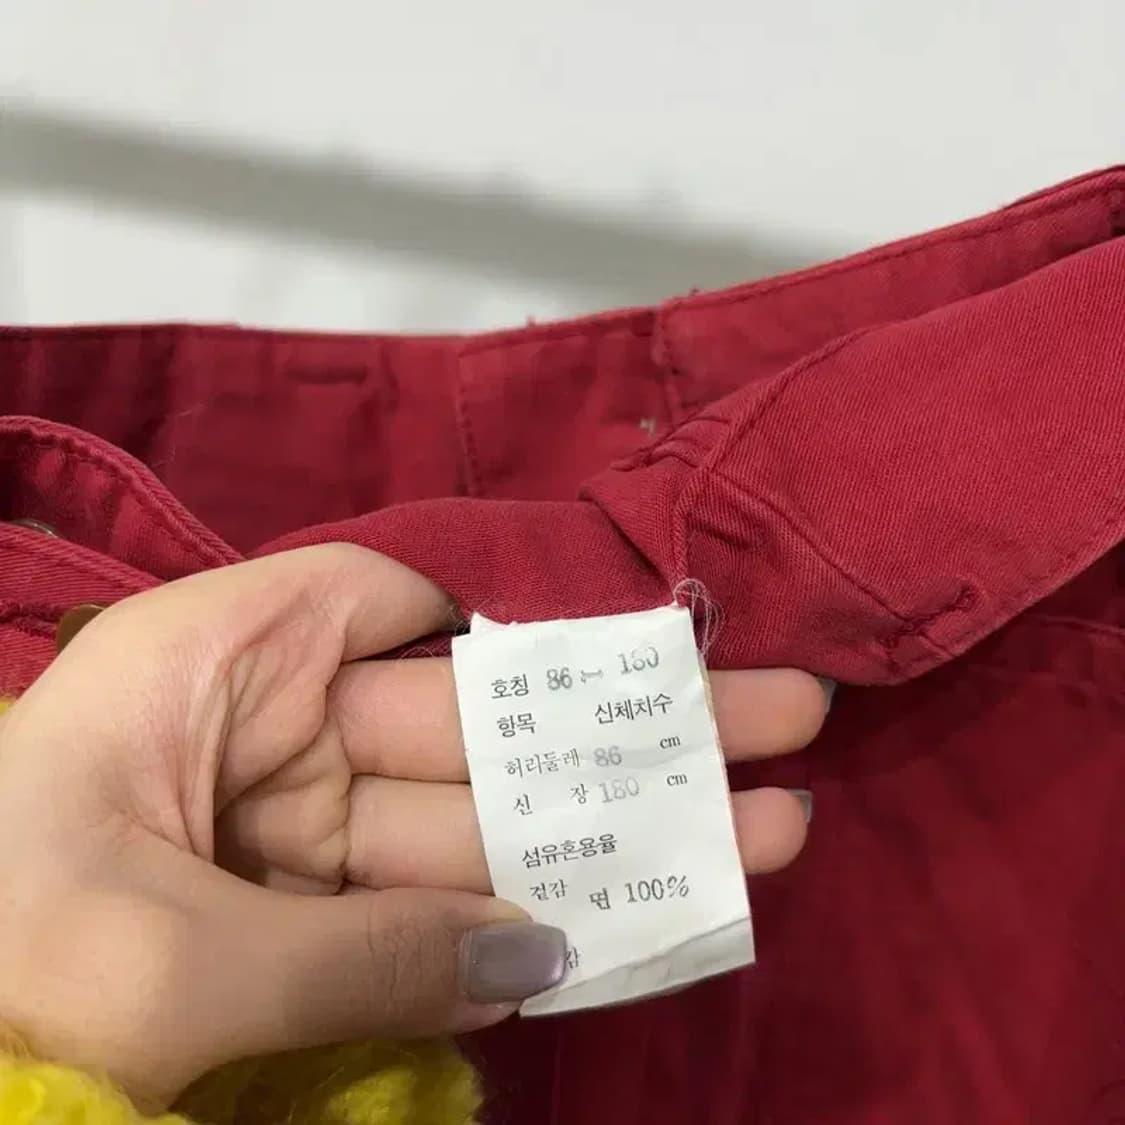 호칭 86 - 180
항목 신체치수
허리둘레 86 cm
신 장 180 cm
섬유혼용율
겉감 면 100%
감